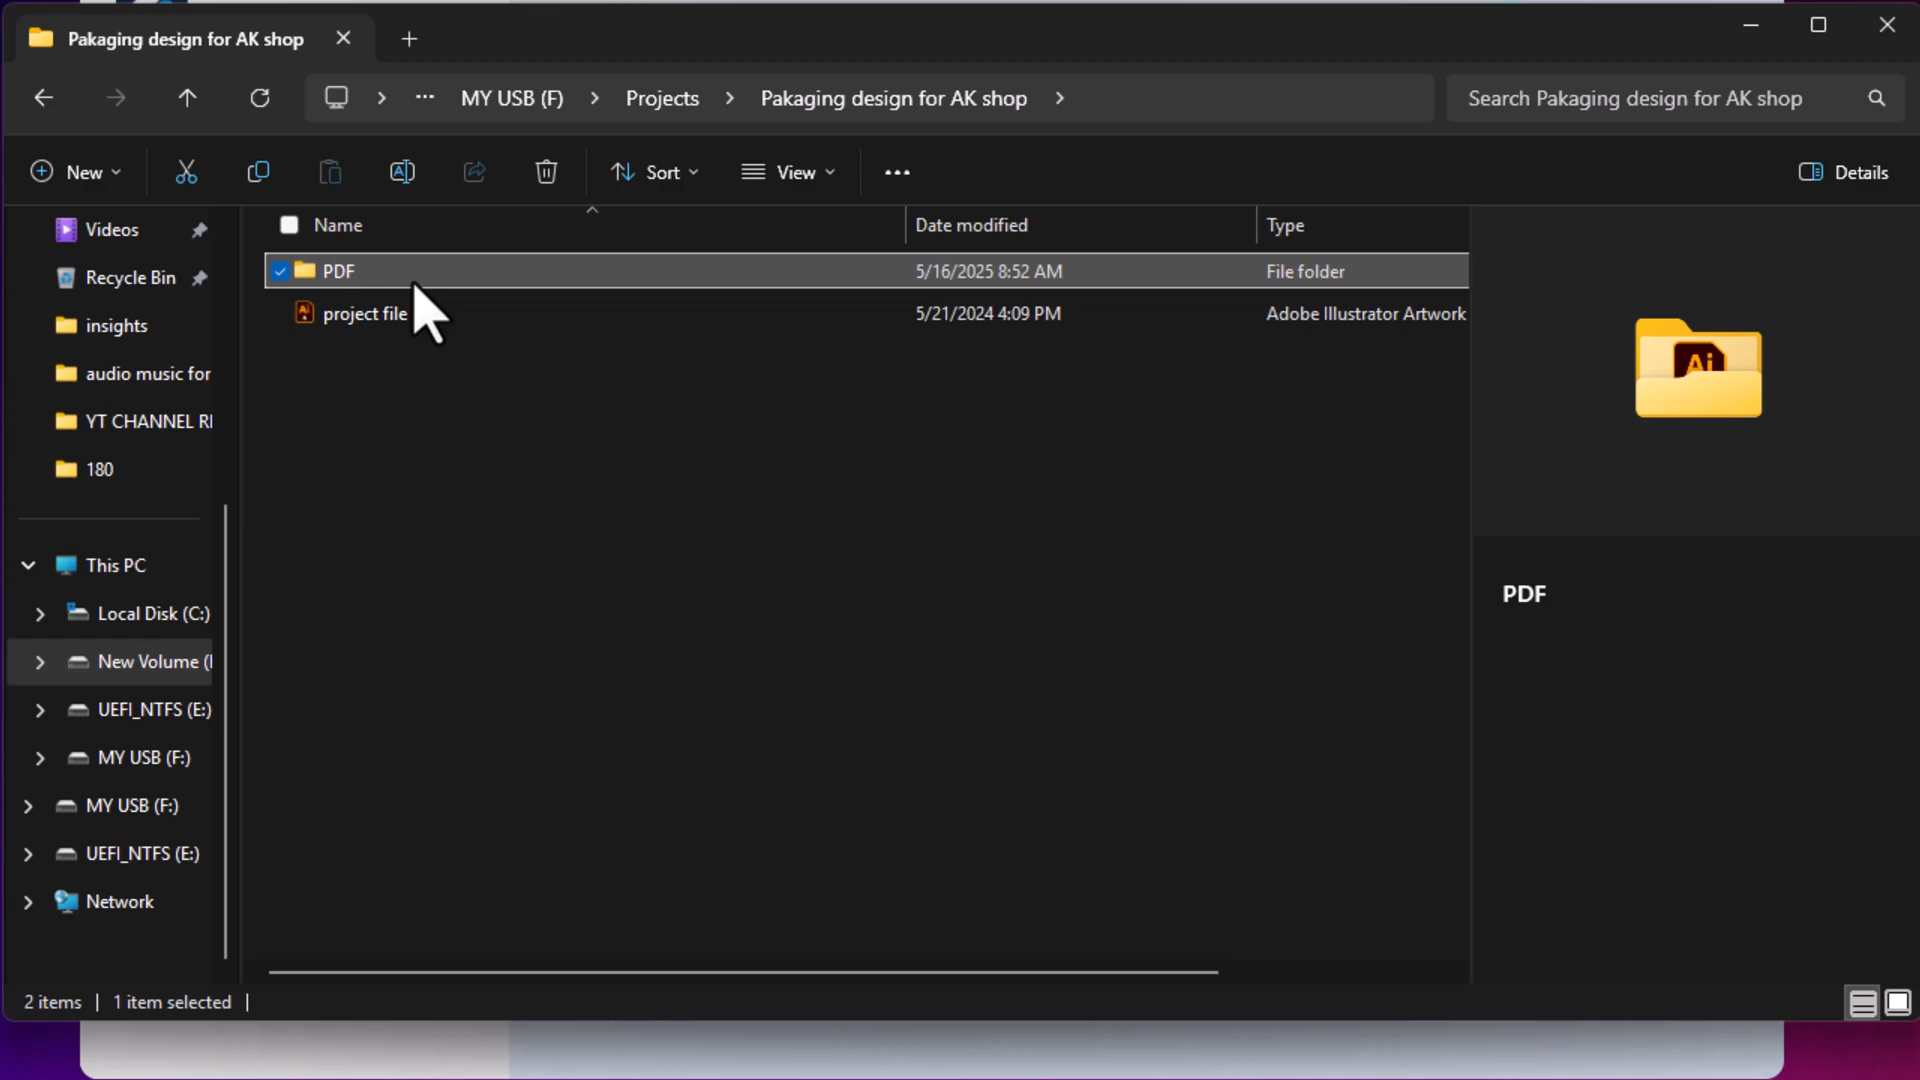 Pakaging design for AK shop
MY USB (F) Projects Pakaging design for AK shop
Search Pakaging design for AK shop
New Sort View Details
Name Date modified Type
PDF 5/16/2025 8:52 AM File folder
project file 5/21/2024 4:09 PM Adobe Illustrator Artwork
Videos
Recycle Bin
insights
audio music for
YT CHANNEL
180
This PC
Local Disk (C:)
New Volume
UEFI_NTFS (E:)
MY USB (F:)
MY USB (F:)
UEFI_NTFS (E:)
Network
Ai
PDF
2 items 1 item selected